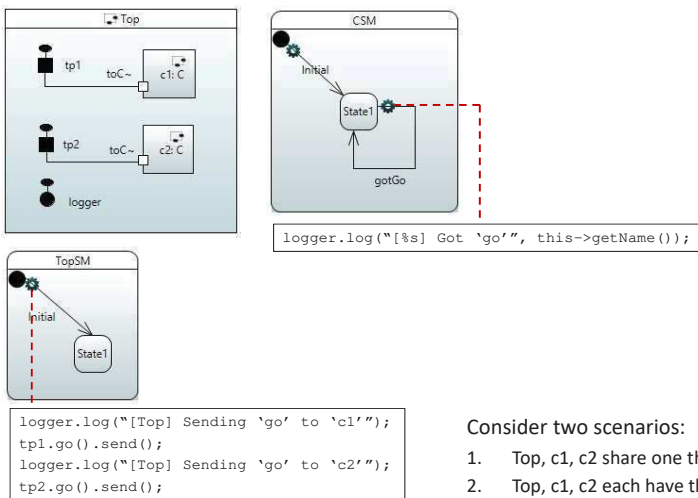 Top
tp1
toC~
c1: C
tp2
toC~
c2: C
logger
CSM
Initial
State1
gotGo
logger.log("[%s] Got ‘go’", this->getName());
TopSM
Initial
State1
logger.log("[Top] Sending ‘go’ to ‘c1’");
tp1.go().send();
logger.log("[Top] Sending ‘go’ to ‘c2’");
tp2.go().send();
Consider two scenarios:
1. Top, c1, c2 share one
2. Top, c1, c2 each have